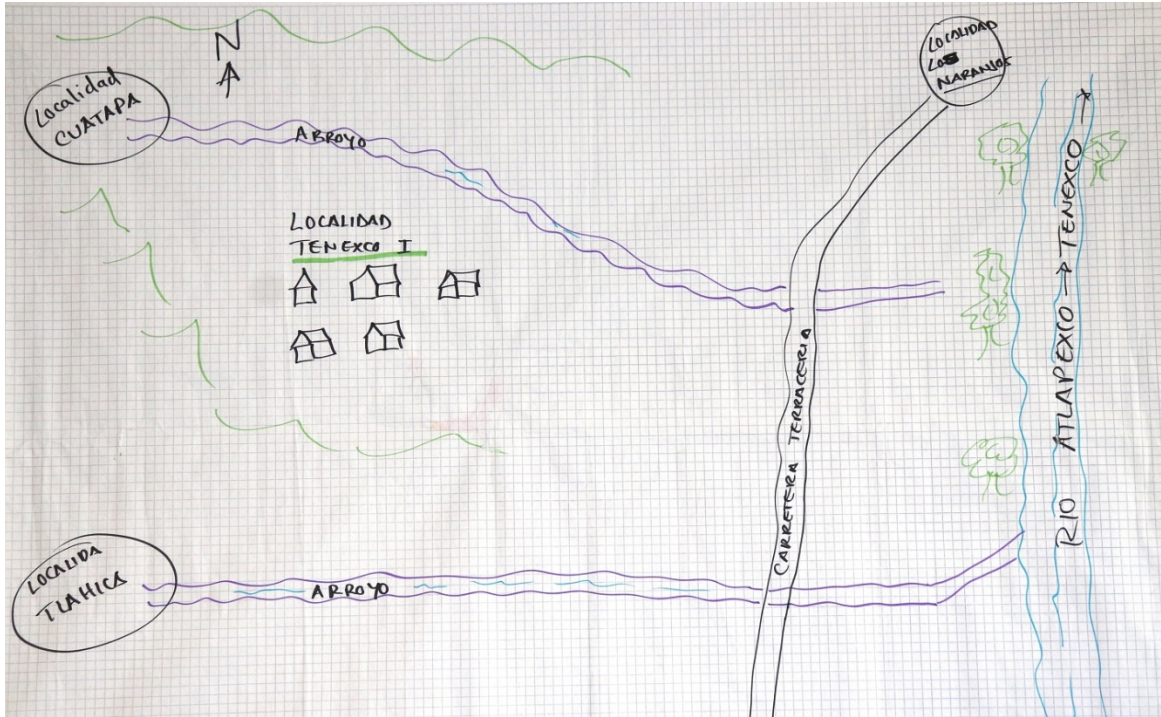 N
LOCALIDAD
LOS
NARANJOS
Localidad
CUATAPA
ARROYO
LOCALIDAD
TENEXCO I
CARRETERA TERRACERIA
RIO ATLAPEXCO → TENEXCO →
LOCALIDA
TLAHICA
ARROYO